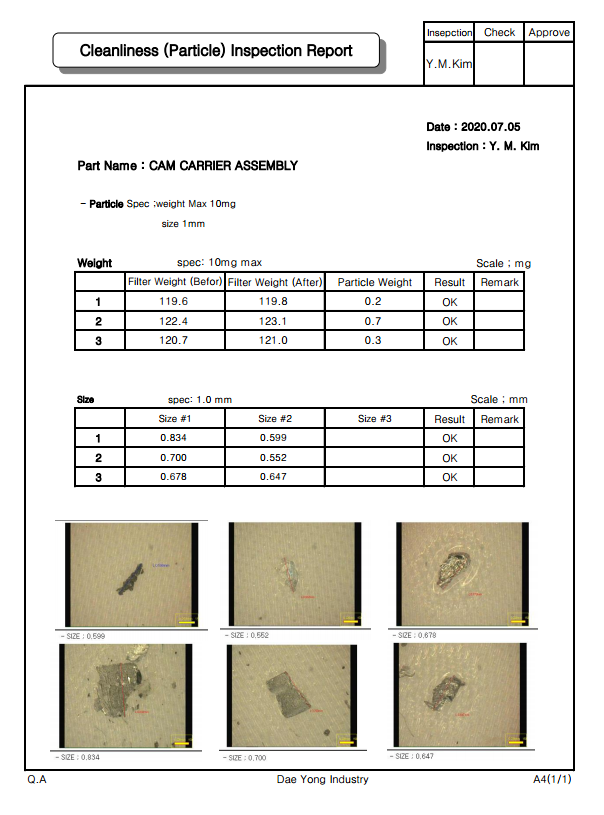 Cleanliness (Particle) Inspection Report
Insepction Check Approve
Y.M.Kim
Date : 2020.07.05
Inspection : Y. M. Kim
Part Name : CAM CARRIER ASSEMBLY
- Particle Spec ;weight Max 10mg
size 1mm
Weight spec: 10mg max Scale ; mg
Filter Weight (Befor) Filter Weight (After) Particle Weight Result Remark
1 119.6 119.8 0.2 OK
2 122.4 123.1 0.7 OK
3 120.7 121.0 0.3 OK
Size spec: 1.0 mm Scale ; mm
Size #1 Size #2 Size #3 Result Remark
1 0.834 0.599 OK
2 0.700 0.552 OK
3 0.678 0.647 OK
- SIZE : 0.599 - SIZE : 0.552 - SIZE : 0.678
- SIZE : 0.834 - SIZE : 0.700 - SIZE : 0.647
Q.A Dae Yong Industry A4(1/1)